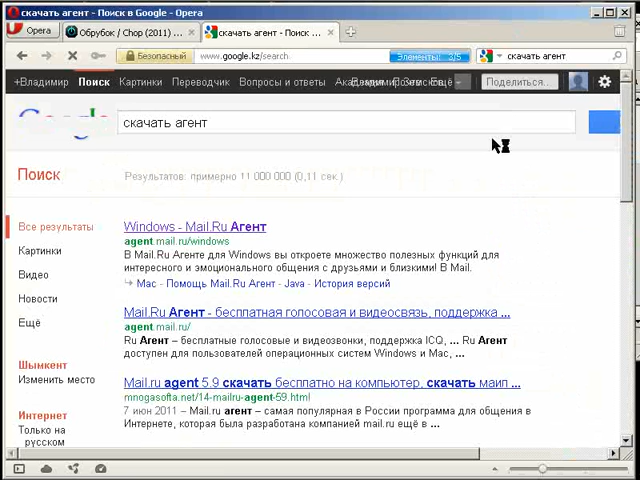 скачать агент - Поиск в Google - Opera
Opera
Обрубок / Chop (2011) ...
скачать агент - Поиск ...
Безопасный
www.google.kz/search
Элементы: 3/5
скачать агент
+Владимир Поиск Картинки Переводчик Вопросы и ответы
Поделиться...
Google
скачать агент
Поиск
Результатов: примерно 11 000 000 (0,11 сек.)
Все результаты
Картинки
Видео
Новости
Ещё
Шымкент
Изменить место
Интернет
Только на
русском
Windows - Mail.Ru Агент
agent.mail.ru/windows
В Mail.Ru Агенте для Windows вы откроете множество полезных функций для
интересного и эмоционального общения с друзьями и близкими! В Mail.
Mac - Помощь Mail.Ru Агент - Java - История версий
Mail.Ru Агент - бесплатная голосовая и видеосвязь, поддержка ...
agent.mail.ru/
Ru Агент – бесплатные голосовые и видеозвонки, поддержка ICQ, ... Ru Агент
доступен для пользователей операционных систем Windows и Mac, ...
Mail.ru agent 5.9 скачать бесплатно на компьютер, скачать маил ...
mnogasofta.net/14-mailru-agent-59.html
7 июн 2011 – Mail.ru агент – самая популярная в России программа для общения в
Интернете, которая была разработана компанией mail.ru ещё в ...